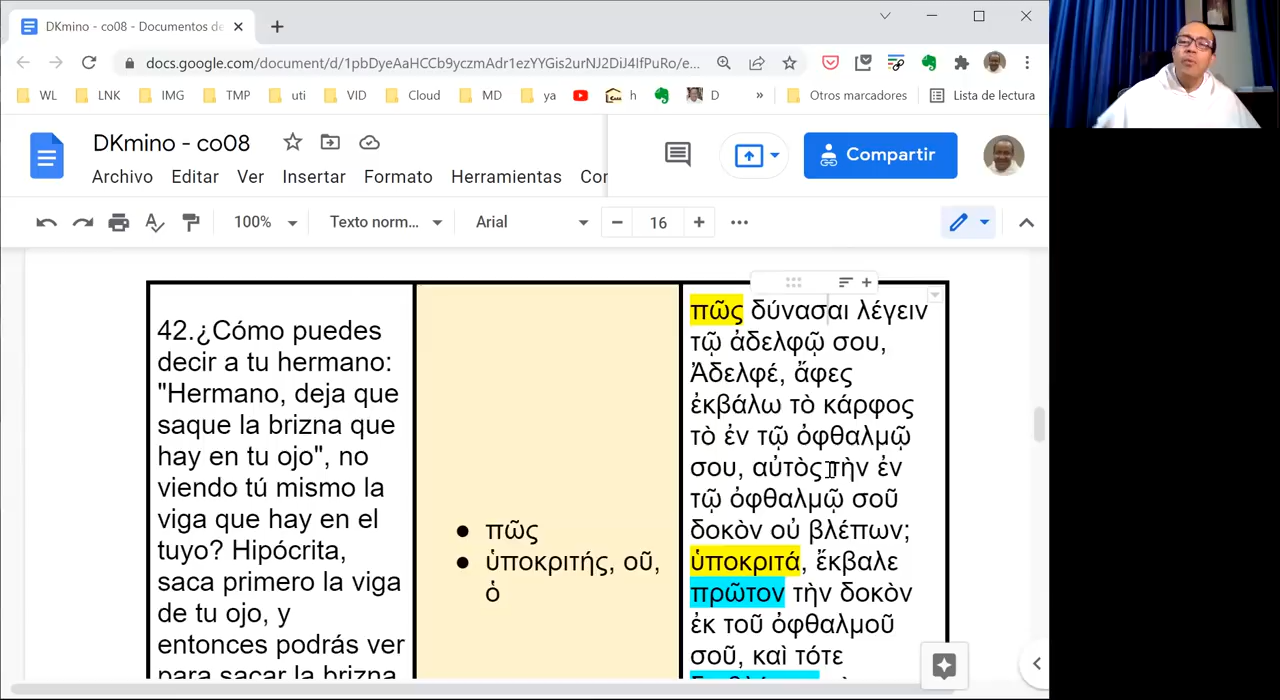 DKmino - co08 - Documentos de
docs.google.com/document/d/1pbDyeAaHCCb9yczmAdr1ezYYGis2urNJ2DiJ4IfPuRo/e...
WL LNK IMG TMP uti VID Cloud MD ya h D » Otros marcadores Lista de lectura
DKmino - co08
Archivo Editar Ver Insertar Formato Herramientas Cor
Compartir
100% Texto norm... Arial 16
42.¿Cómo puedes
decir a tu hermano:
"Hermano, deja que
saque la brizna que
hay en tu ojo", no
viendo tú mismo la
viga que hay en el
tuyo? Hipócrita,
saca primero la viga
de tu ojo, y
entonces podrás ver
para sacar la brizna
● πῶς
● ὑποκριτής, οῦ,
ὁ
πῶς δύνασαι λέγειν
τῷ ἀδελφῷ σου,
Ἀδελφέ, ἄφες
ἐκβάλω τὸ κάρφος
τὸ ἐν τῷ ὀφθαλμῷ
σου, αὐτὸς τὴν ἐν
τῷ ὀφθαλμῷ σοῦ
δοκὸν οὐ βλέπων;
ὑποκριτά, ἔκβαλε
πρῶτον τὴν δοκὸν
ἐκ τοῦ ὀφθαλμοῦ
σοῦ, καὶ τότε